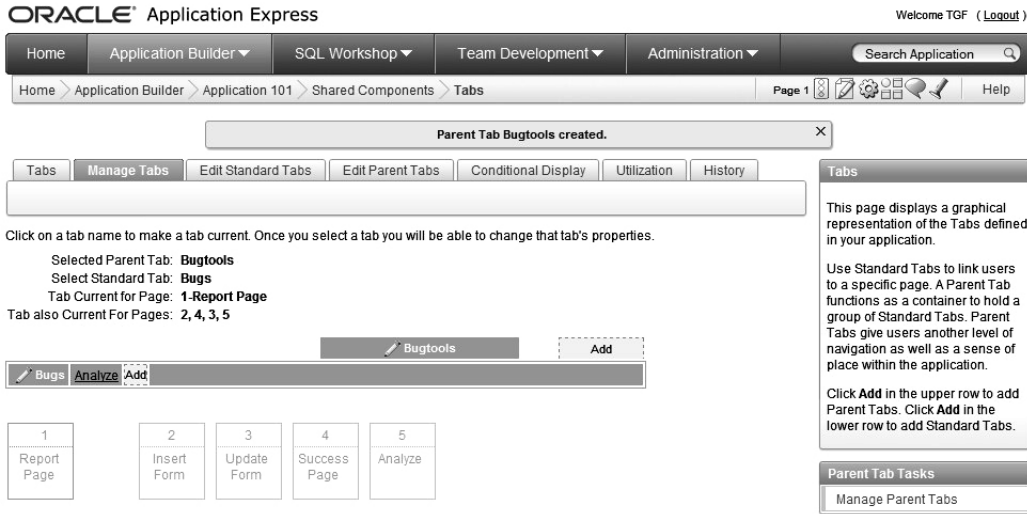 ORACLE® Application Express
Welcome TGF ( Logout )
Home Application Builder SQL Workshop Team Development Administration Search Application
Home Application Builder Application 101 Shared Components Tabs Page 1 Help
Parent Tab Bugtools created. X
Tabs Manage Tabs Edit Standard Tabs Edit Parent Tabs Conditional Display Utilization History
Click on a tab name to make a tab current. Once you select a tab you will be able to change that tab's properties.
Selected Parent Tab: Bugtools
Select Standard Tab: Bugs
Tab Current for Page: 1-Report Page
Tab also Current For Pages: 2, 4, 3, 5
Bugtools Add
Bugs Analyze Add
1 2 3 4 5
Report Insert Update Success Analyze
Page Form Form Page
Tabs
This page displays a graphical
representation of the Tabs defined
in your application.
Use Standard Tabs to link users
to a specific page. A Parent Tab
functions as a container to hold a
group of Standard Tabs. Parent
Tabs give users another level of
navigation as well as a sense of
place within the application.
Click Add in the upper row to add
Parent Tabs. Click Add in the
lower row to add Standard Tabs.
Parent Tab Tasks
Manage Parent Tabs